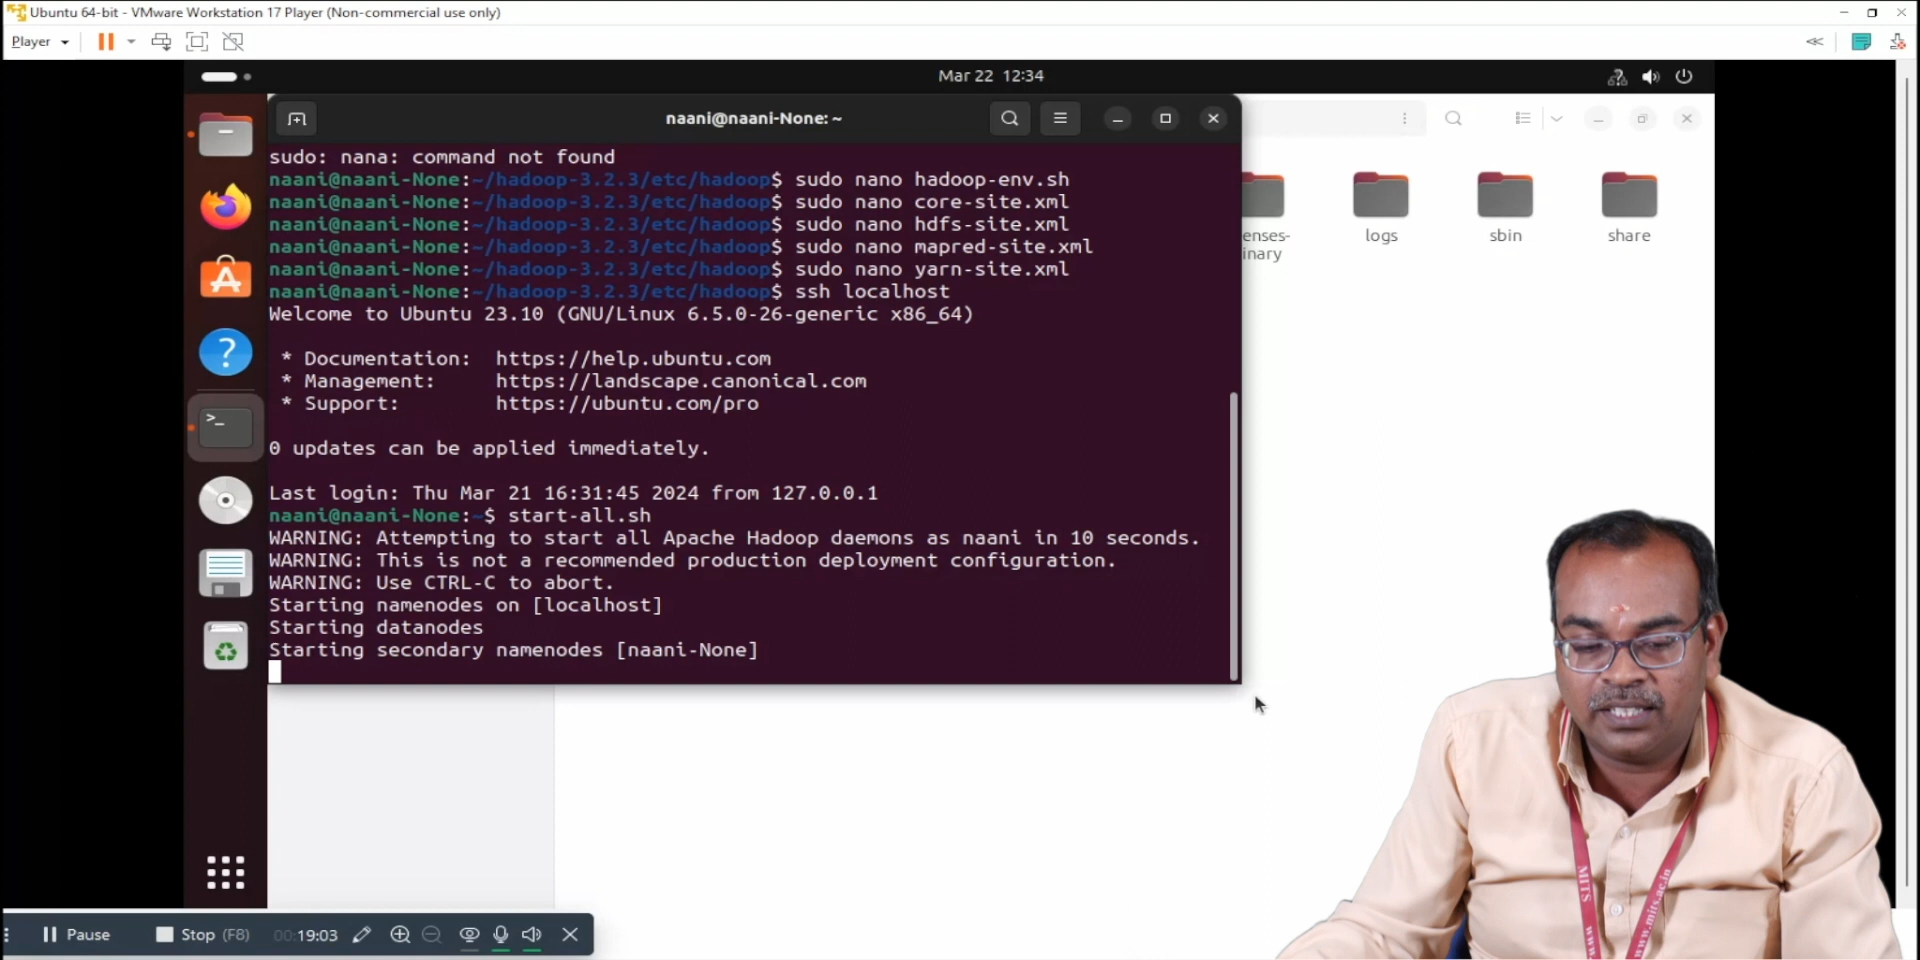 Ubuntu 64-bit - VMware Workstation 17 Player (Non-commercial use only)
Player
Mar 22 12:34
naani@naani-None: ~
sudo: nana: command not found
naani@naani-None:~/hadoop-3.2.3/etc/hadoop$ sudo nano hadoop-env.sh
naani@naani-None:~/hadoop-3.2.3/etc/hadoop$ sudo nano core-site.xml
naani@naani-None:~/hadoop-3.2.3/etc/hadoop$ sudo nano hdfs-site.xml
naani@naani-None:~/hadoop-3.2.3/etc/hadoop$ sudo nano mapred-site.xml
naani@naani-None:~/hadoop-3.2.3/etc/hadoop$ sudo nano yarn-site.xml
naani@naani-None:~/hadoop-3.2.3/etc/hadoop$ ssh localhost
Welcome to Ubuntu 23.10 (GNU/Linux 6.5.0-26-generic x86_64)
* Documentation: https://help.ubuntu.com
* Management: https://landscape.canonical.com
* Support: https://ubuntu.com/pro
0 updates can be applied immediately.
Last login: Thu Mar 21 16:31:45 2024 from 127.0.0.1
naani@naani-None:~$ start-all.sh
WARNING: Attempting to start all Apache Hadoop daemons as naani in 10 seconds.
WARNING: This is not a recommended production deployment configuration.
WARNING: Use CTRL-C to abort.
Starting namenodes on [localhost]
Starting datanodes
Starting secondary namenodes [naani-None]
enses-
inary
logs
sbin
share
MITS
www.mits.ac.in
Pause
Stop (F8)
00:19:03